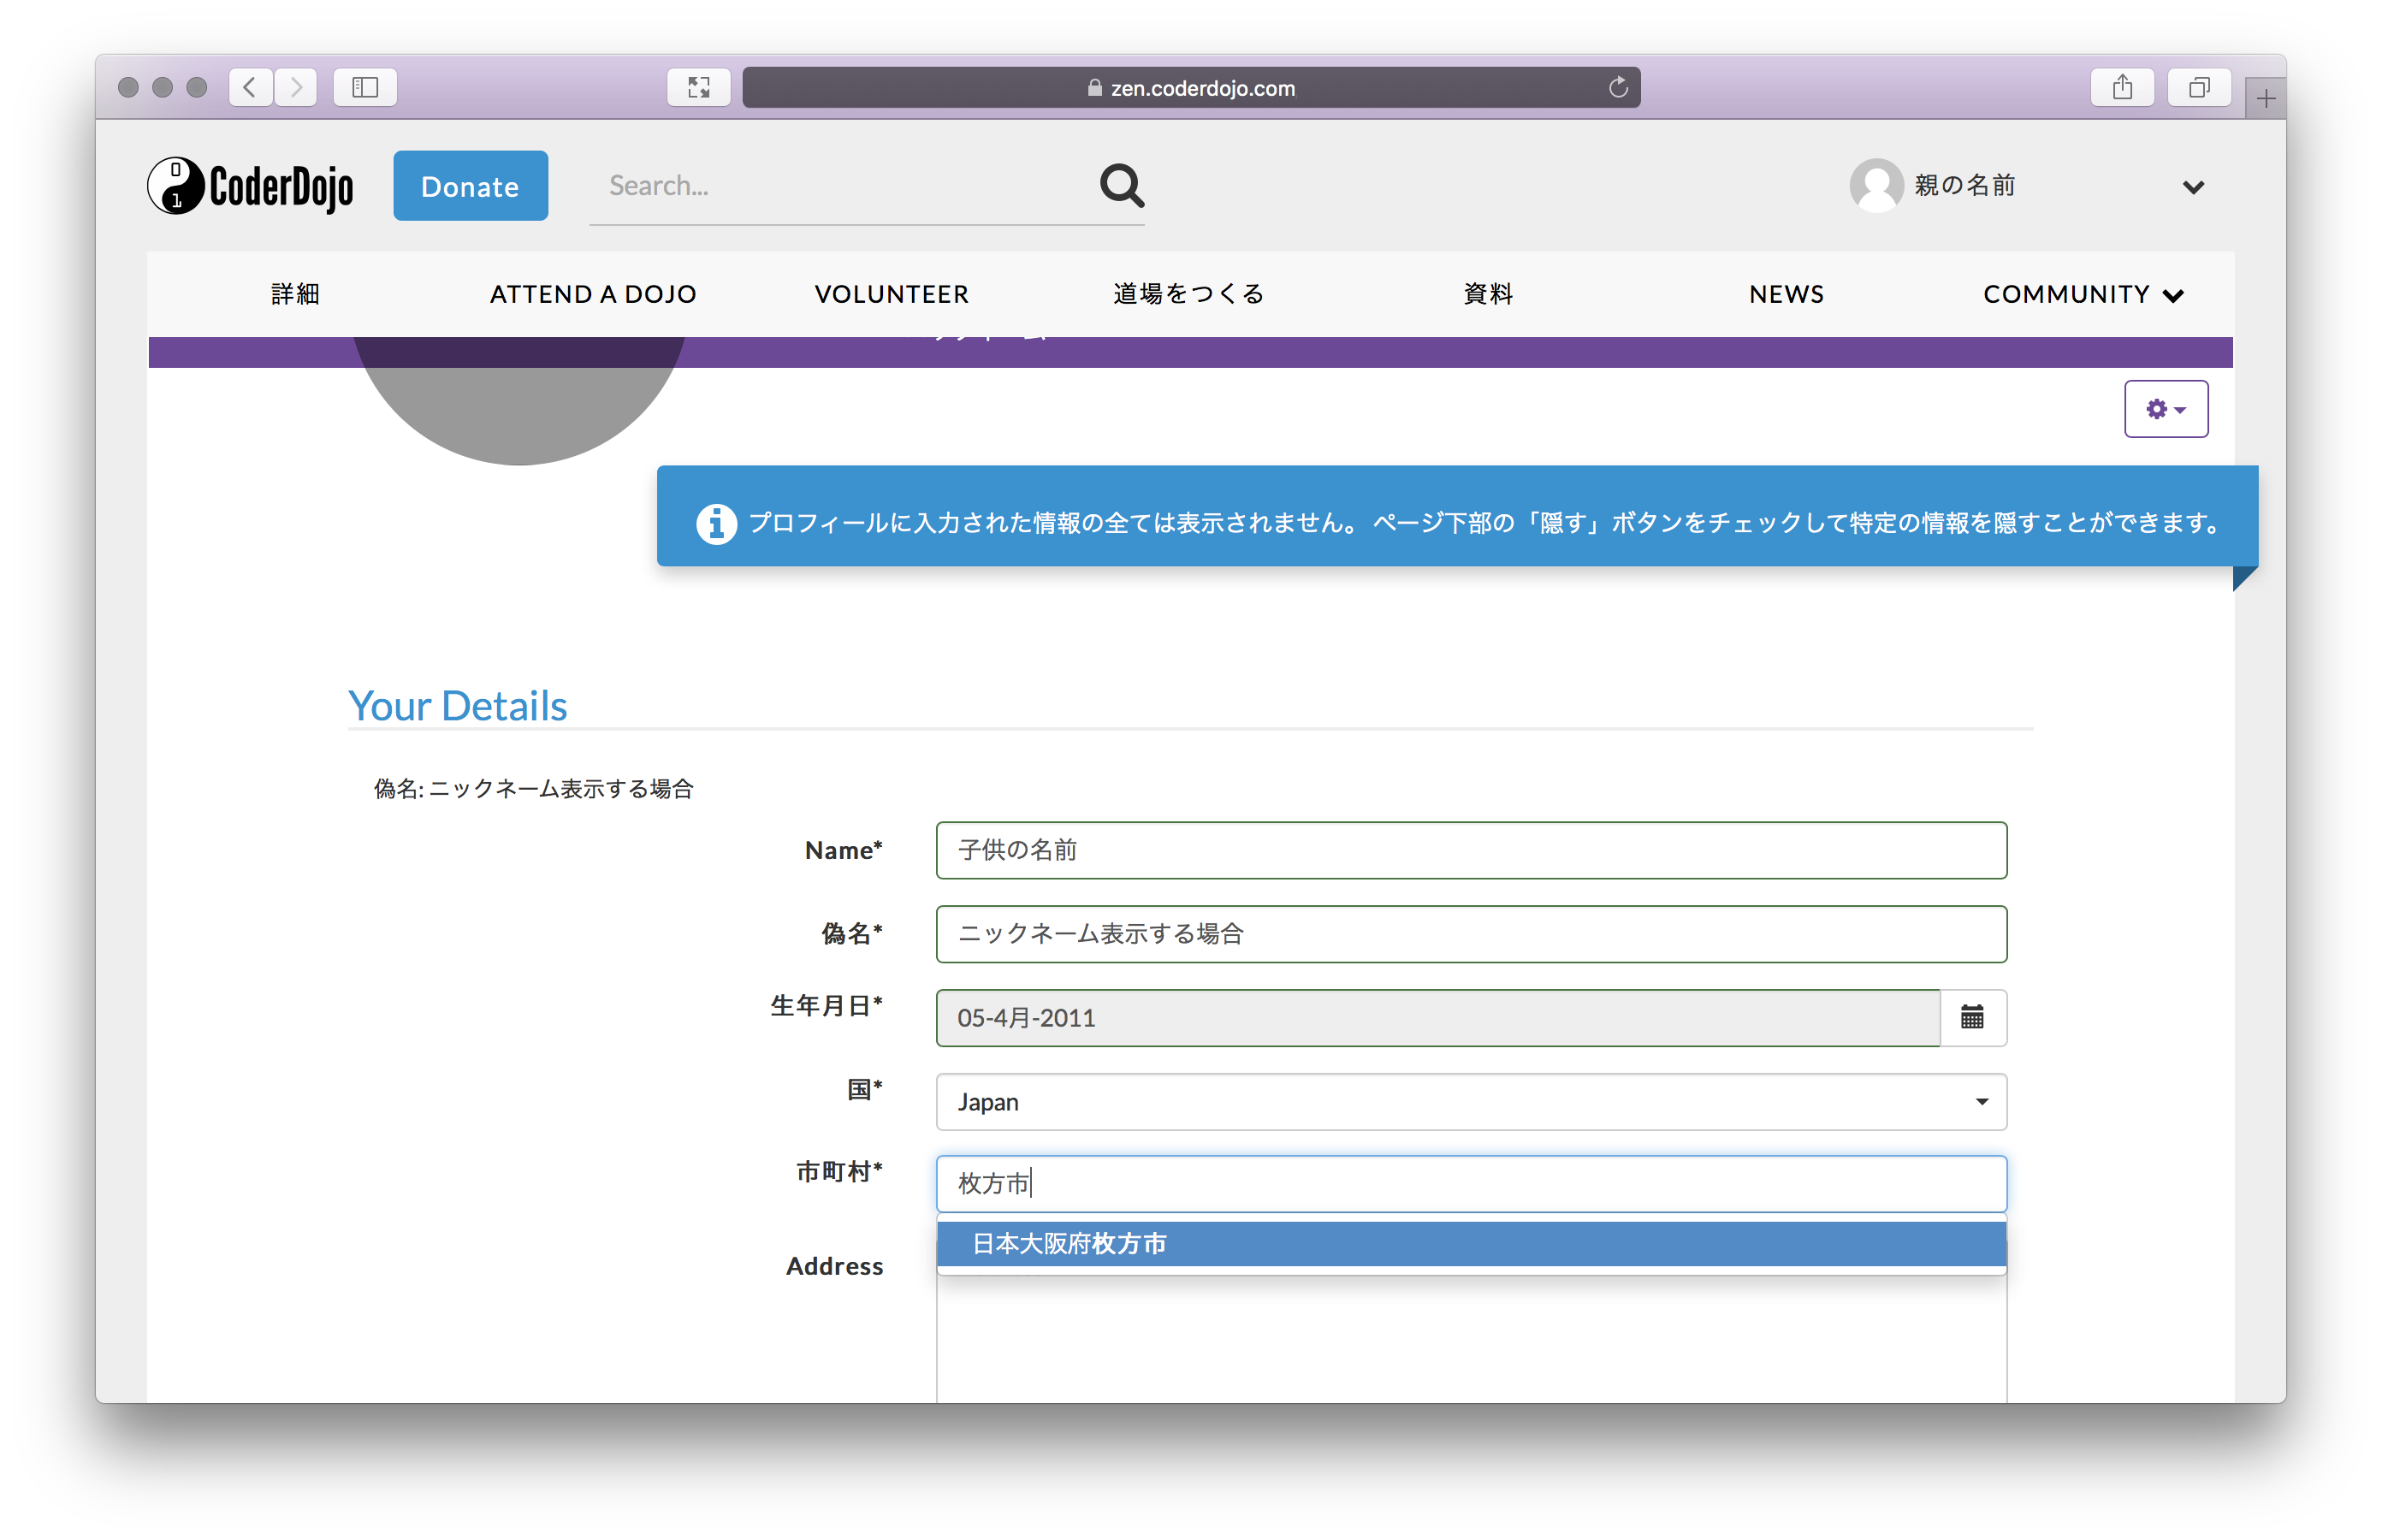 zen.coderdojo.com
CoderDojo
Donate
Search...
親の名前
詳細
ATTEND A DOJO
VOLUNTEER
道場をつくる
資料
NEWS
COMMUNITY
プロフィールに入力された情報の全ては表示されません。 ページ下部の「隠す」ボタンをチェックして特定の情報を隠すことができます。
Your Details
偽名: ニックネーム表示する場合
Name*
子供の名前
偽名*
ニックネーム表示する場合
生年月日*
05-4月-2011
国*
Japan
市町村*
枚方市
日本大阪府枚方市
Address